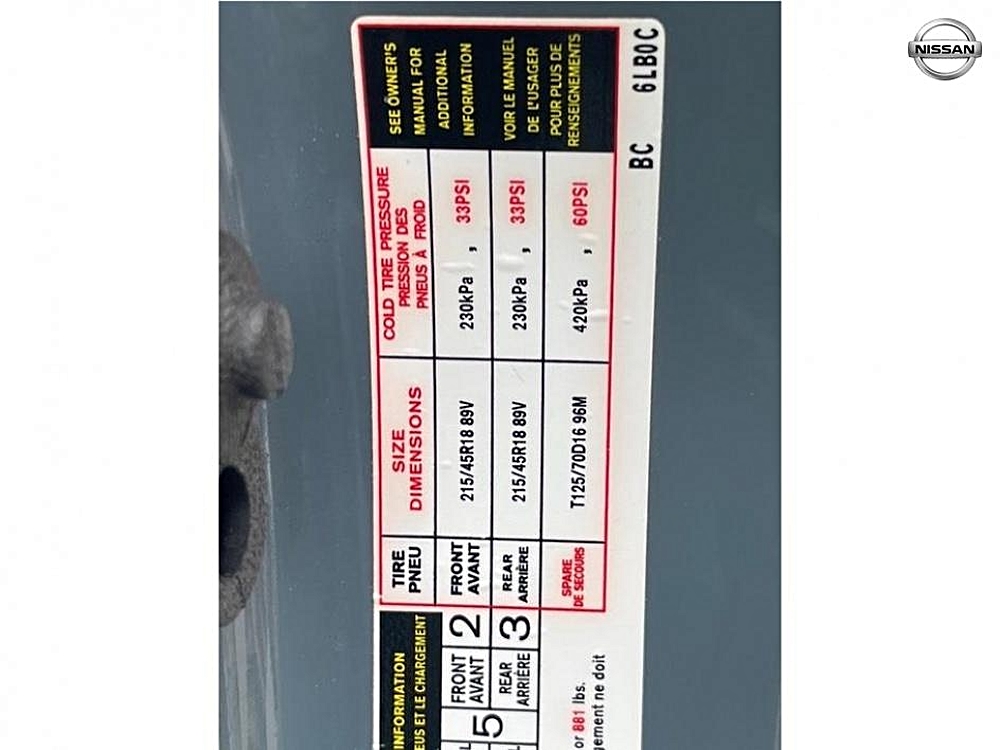 NISSAN
INFORMATION
EUS ET LE CHARGEMENT
5
FRONT
AVANT
2
REAR
ARRIÈRE
3
or 881 lbs.
gement ne doit
TIRE
PNEU
SIZE
DIMENSIONS
COLD TIRE PRESSURE
PRESSION DES
PNEUS À FROID
SEE OWNER'S
MANUAL FOR
ADDITIONAL
INFORMATION
VOIR LE MANUEL
DE L'USAGER
POUR PLUS DE
RENSEIGNEMENTS
FRONT
AVANT
215/45R18 89V
230kPa , 33PSI
REAR
ARRIÈRE
215/45R18 89V
230kPa , 33PSI
SPARE
DE SECOURS
T125/70D16 96M
420kPa , 60PSI
BC 6LB0C